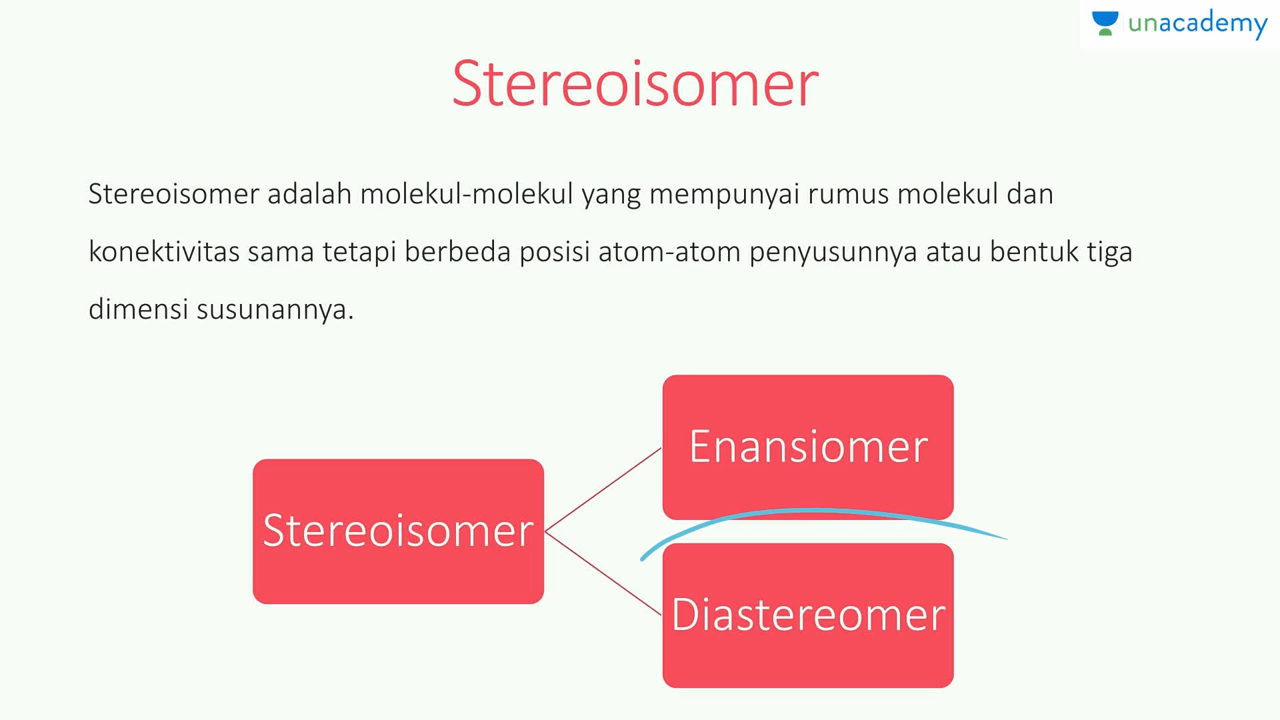 unacademy
Stereoisomer
Stereoisomer adalah molekul-molekul yang mempunyai rumus molekul dan
konektivitas sama tetapi berbeda posisi atom-atom penyusunnya atau bentuk tiga
dimensi susunannya.
Enansiomer
Stereoisomer
Diastereomer